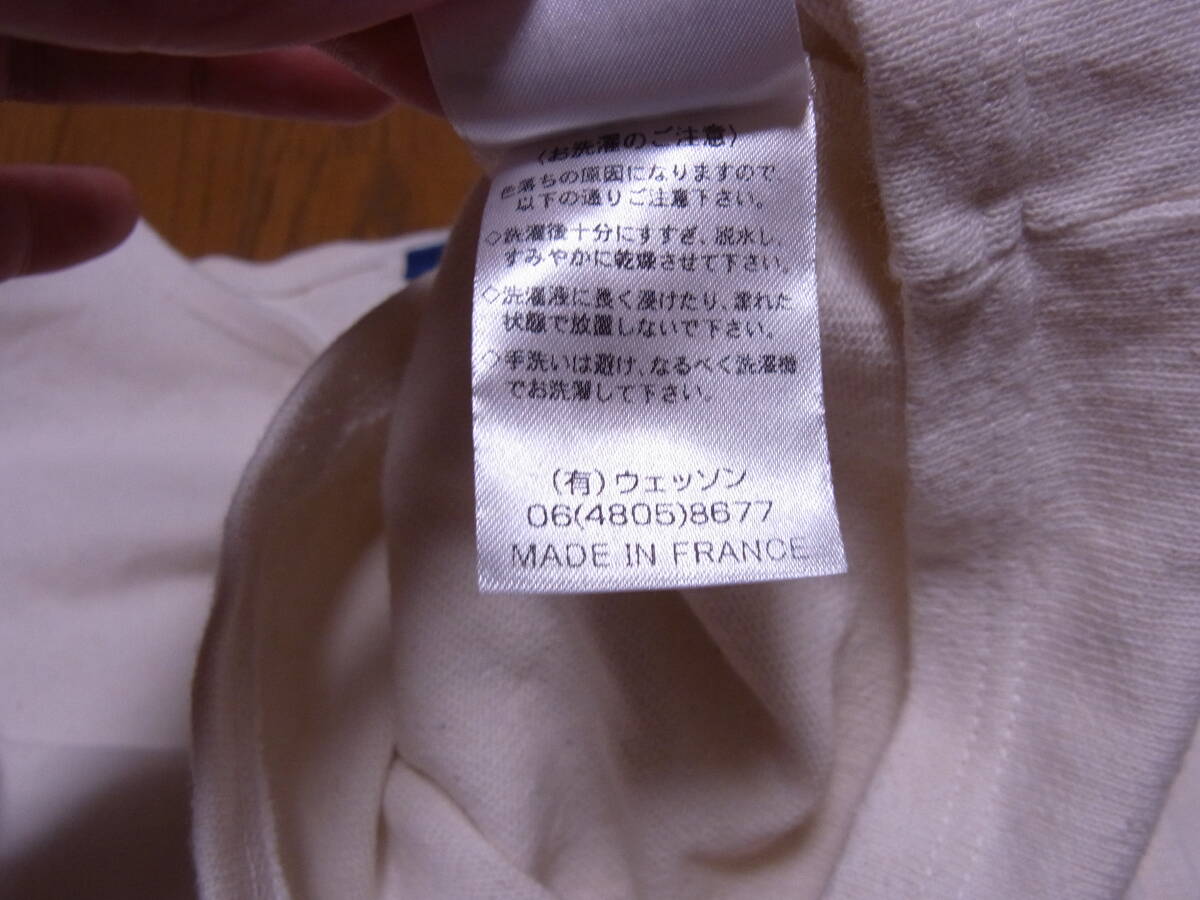 〈お洗濯のご注意〉
色落ちの原因になりますので、
以下の通りご注意下さい。
◇洗濯後十分にすすぎ、脱水し、
すみやかに乾燥させて下さい。
◇洗濯液に長く浸けたり、濡れた
状態で放置しないで下さい。
◇手洗いは避け、なるべく洗濯機
でお洗濯して下さい。
(有)ウェッソン
06(4805)8677
MADE IN FRANCE